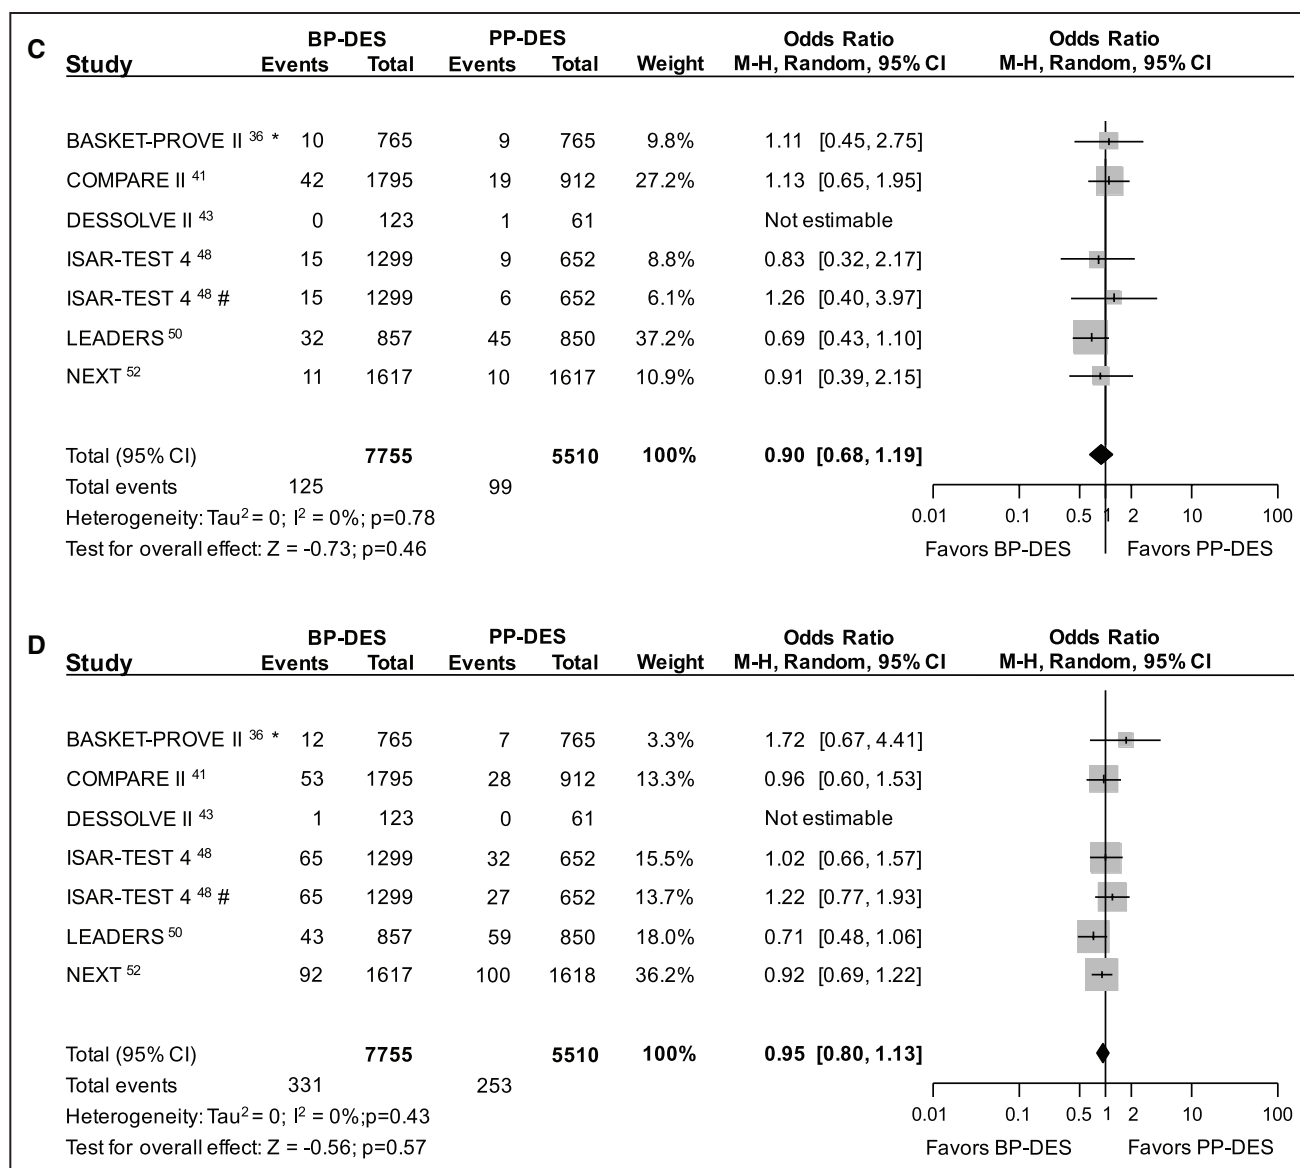 C BP-DES PP-DES Odds Ratio Odds Ratio
Study Events Total Events Total Weight M-H, Random, 95% CI M-H, Random, 95% CI
BASKET-PROVE II 36 * 10 765 9 765 9.8% 1.11 [0.45, 2.75]
COMPARE II 41 42 1795 19 912 27.2% 1.13 [0.65, 1.95]
DESSOLVE II 43 0 123 1 61 Not estimable
ISAR-TEST 4 48 15 1299 9 652 8.8% 0.83 [0.32, 2.17]
ISAR-TEST 4 48 # 15 1299 6 652 6.1% 1.26 [0.40, 3.97]
LEADERS 50 32 857 45 850 37.2% 0.69 [0.43, 1.10]
NEXT 52 11 1617 10 1617 10.9% 0.91 [0.39, 2.15]
Total (95% CI) 7755 5510 100% 0.90 [0.68, 1.19]
Total events 125 99
Heterogeneity: Tau2 = 0; I2 = 0%; p=0.78
0.01 0.1 0.5 1 2 10 100
Test for overall effect: Z = -0.73; p=0.46
Favors BP-DES Favors PP-DES
D BP-DES PP-DES Odds Ratio Odds Ratio
Study Events Total Events Total Weight M-H, Random, 95% CI M-H, Random, 95% CI
BASKET-PROVE II 36 * 12 765 7 765 3.3% 1.72 [0.67, 4.41]
COMPARE II 41 53 1795 28 912 13.3% 0.96 [0.60, 1.53]
DESSOLVE II 43 1 123 0 61 Not estimable
ISAR-TEST 4 48 65 1299 32 652 15.5% 1.02 [0.66, 1.57]
ISAR-TEST 4 48 # 65 1299 27 652 13.7% 1.22 [0.77, 1.93]
LEADERS 50 43 857 59 850 18.0% 0.71 [0.48, 1.06]
NEXT 52 92 1617 100 1618 36.2% 0.92 [0.69, 1.22]
Total (95% CI) 7755 5510 100% 0.95 [0.80, 1.13]
Total events 331 253
Heterogeneity: Tau2 = 0; I2 = 0%;p=0.43
0.01 0.1 0.5 1 2 10 100
Test for overall effect: Z = -0.56; p=0.57
Favors BP-DES Favors PP-DES